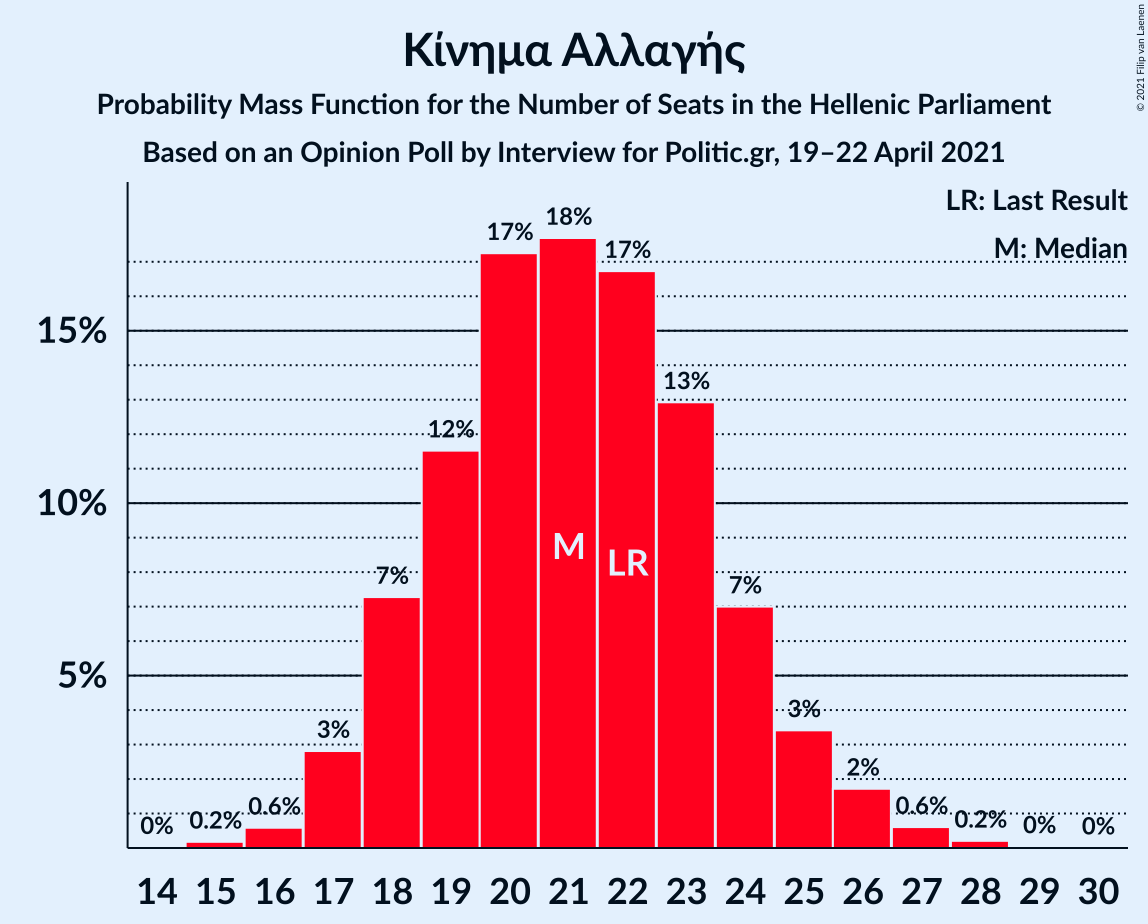 Κίνημα Αλλαγής
Probability Mass Function for the Number of Seats in the Hellenic Parliament
Based on an Opinion Poll by Interview for Politic.gr, 19–22 April 2021
© 2021 Filip van Laenen
LR: Last Result
M: Median
15%
10%
5%
0%
0.2%
0.6%
3%
7%
12%
17%
18%
17%
13%
7%
3%
2%
0.6%
0.2%
0%
0%
M
LR
14 15 16 17 18 19 20 21 22 23 24 25 26 27 28 29 30